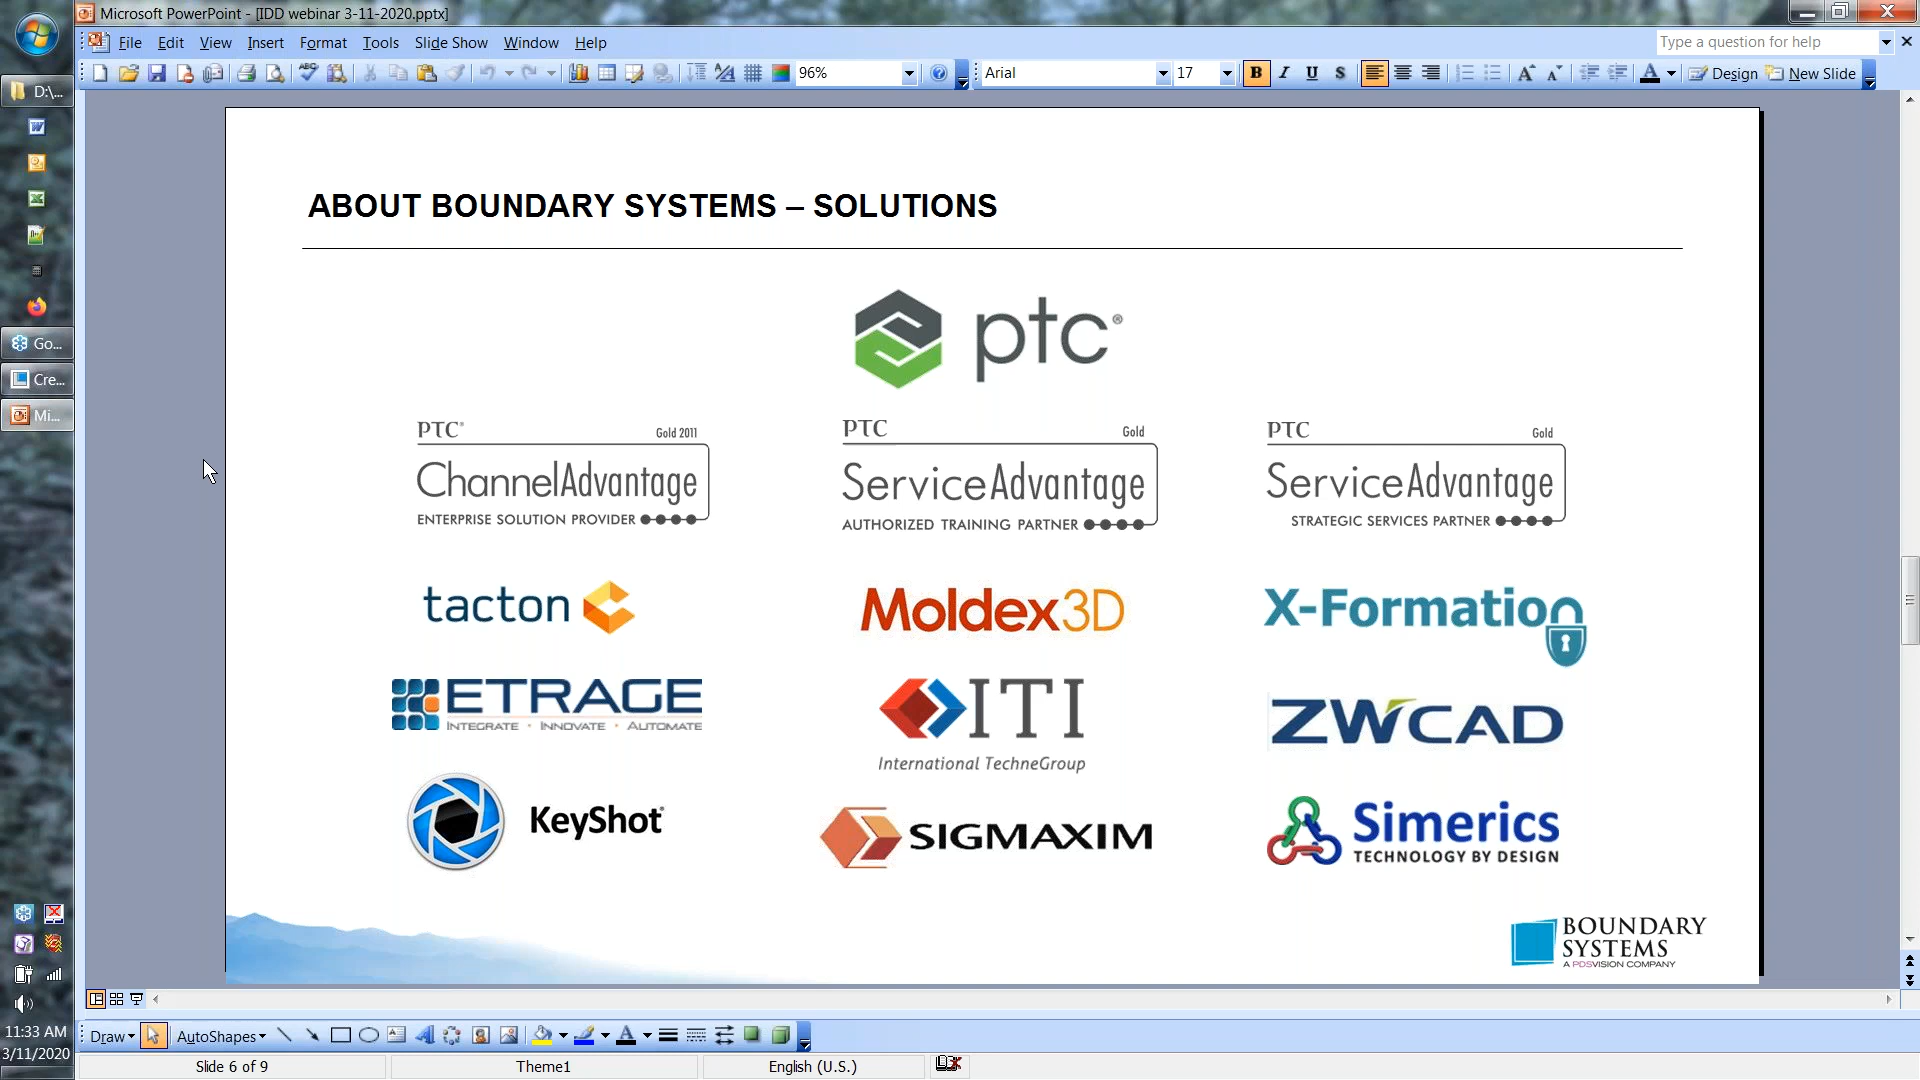 Microsoft PowerPoint - [IDD webinar 3-11-2020.pptx]
File Edit View Insert Format Tools Slide Show Window Help
Type a question for help
96%
Arial
17
B I U S
Design
New Slide
D:\...
Go...
Cre...
Mi...
ABOUT BOUNDARY SYSTEMS – SOLUTIONS
ptc®
PTC® Gold 2011
ChannelAdvantage
ENTERPRISE SOLUTION PROVIDER
PTC Gold
ServiceAdvantage
AUTHORIZED TRAINING PARTNER
PTC Gold
ServiceAdvantage
STRATEGIC SERVICES PARTNER
tacton
Moldex3D
X-Formation
ETRAGE
INTEGRATE · INNOVATE · AUTOMATE
ITI
International TechneGroup
ZWCAD
KeyShot®
SIGMAXIM
Simerics
TECHNOLOGY BY DESIGN
BOUNDARY
SYSTEMS
A PDSVISION COMPANY
11:33 AM
3/11/2020
Draw
AutoShapes
Slide 6 of 9
Theme1
English (U.S.)